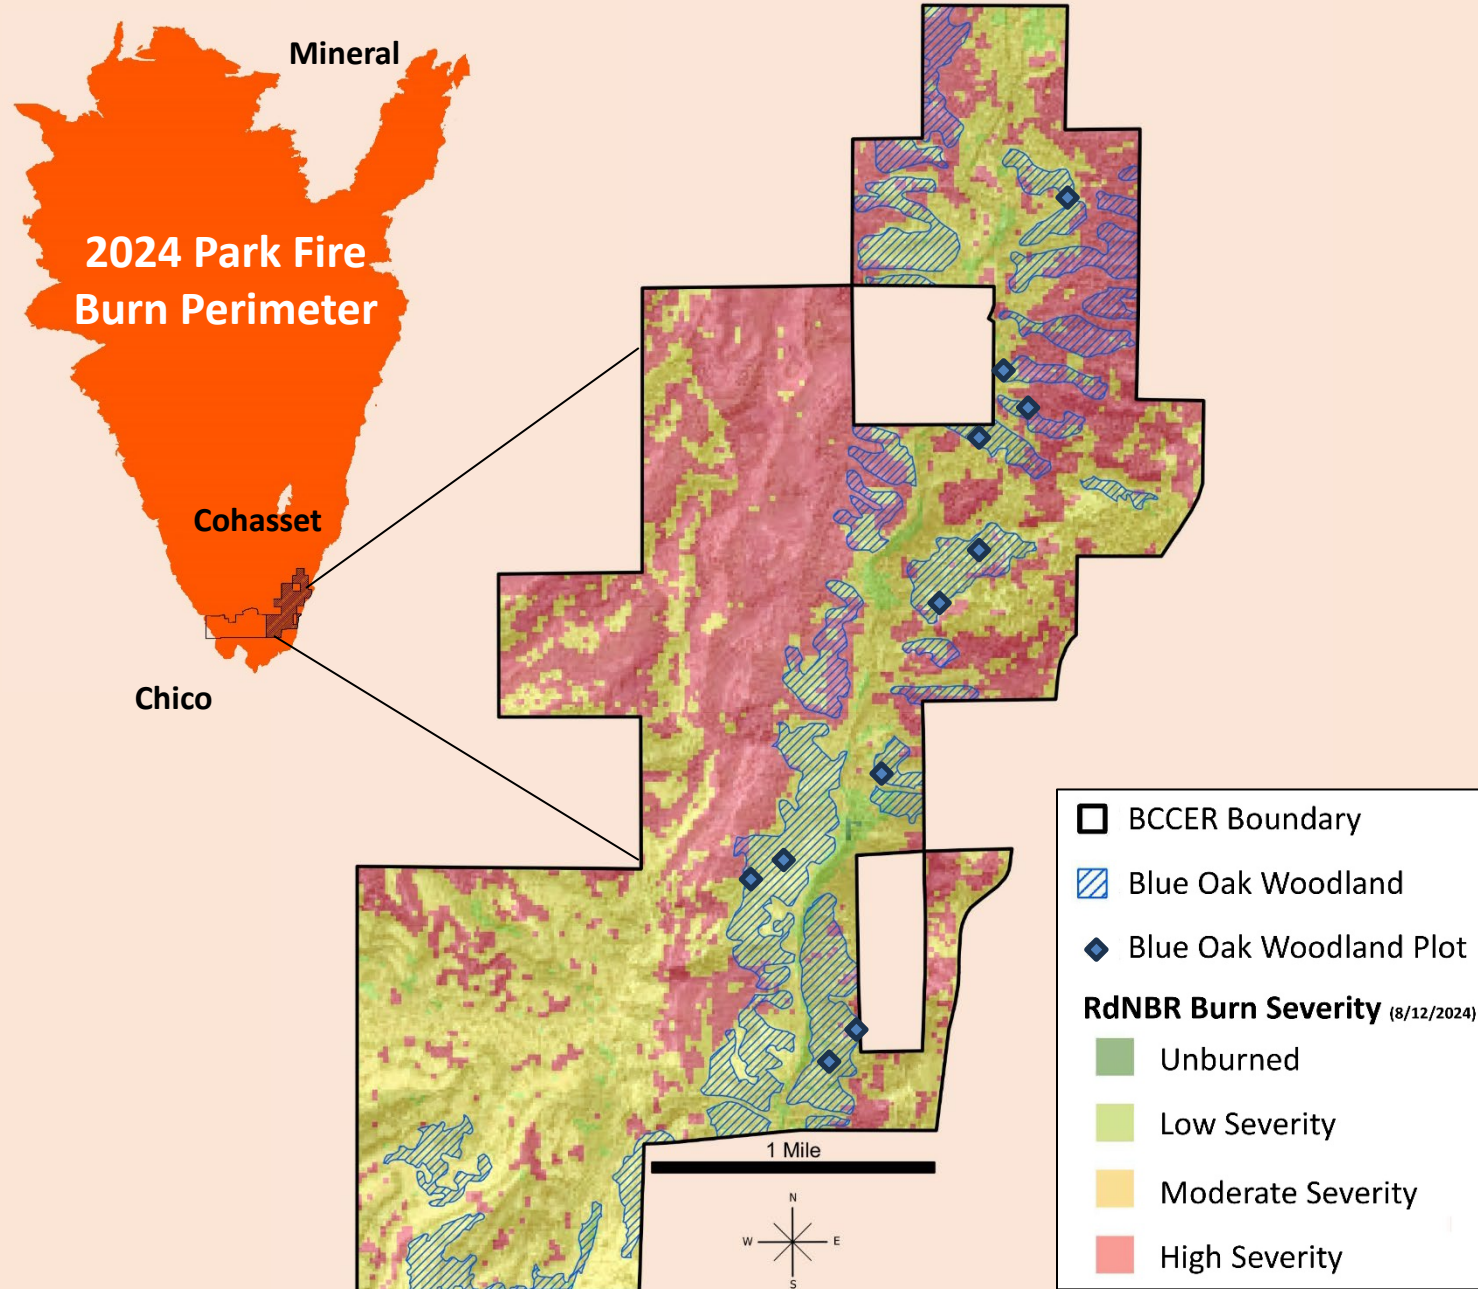 Mineral
2024 Park Fire
Burn Perimeter
Cohasset
Chico
BCCER Boundary
Blue Oak Woodland
Blue Oak Woodland Plot
RdNBR Burn Severity (8/12/2024)
Unburned
Low Severity
Moderate Severity
High Severity
1 Mile
N
W
E
S